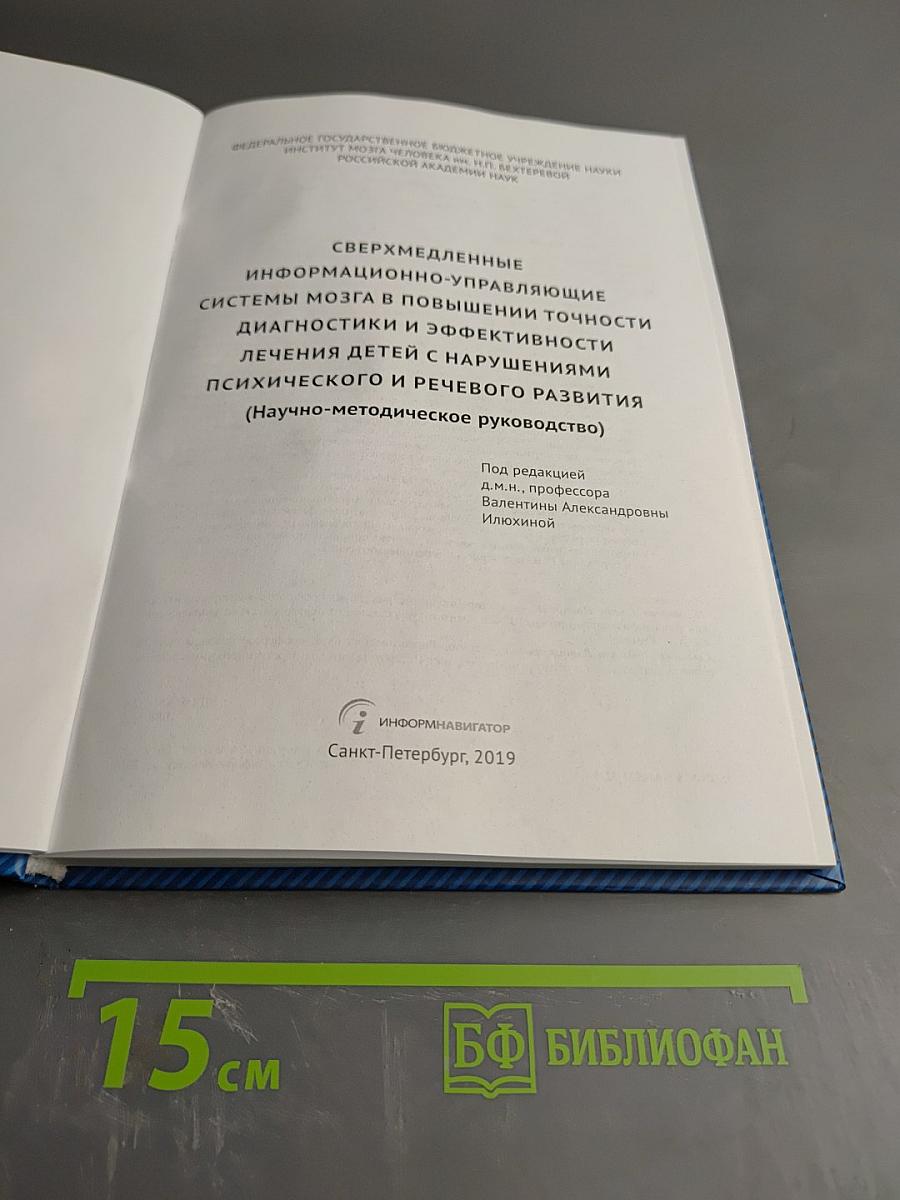 ФЕДЕРАЛЬНОЕ ГОСУДАРСТВЕННОЕ БЮДЖЕТНОЕ УЧРЕЖДЕНИЕ НАУКИ
ИНСТИТУТ МОЗГА ЧЕЛОВЕКА им. Н.П. БЕХТЕРЕВОЙ
РОССИЙСКОЙ АКАДЕМИИ НАУК
СВЕРХМЕДЛЕННЫЕ
ИНФОРМАЦИОННО-УПРАВЛЯЮЩИЕ
СИСТЕМЫ МОЗГА В ПОВЫШЕНИИ ТОЧНОСТИ
ДИАГНОСТИКИ И ЭФФЕКТИВНОСТИ
ЛЕЧЕНИЯ ДЕТЕЙ С НАРУШЕНИЯМИ
ПСИХИЧЕСКОГО И РЕЧЕВОГО РАЗВИТИЯ
(Научно-методическое руководство)
Под редакцией
д.м.н., профессора
Валентины Александровны
Илюхиной
i ИНФОРМНАВИГАТОР
Санкт-Петербург, 2019
15 см
БФ БИБЛИОФАН